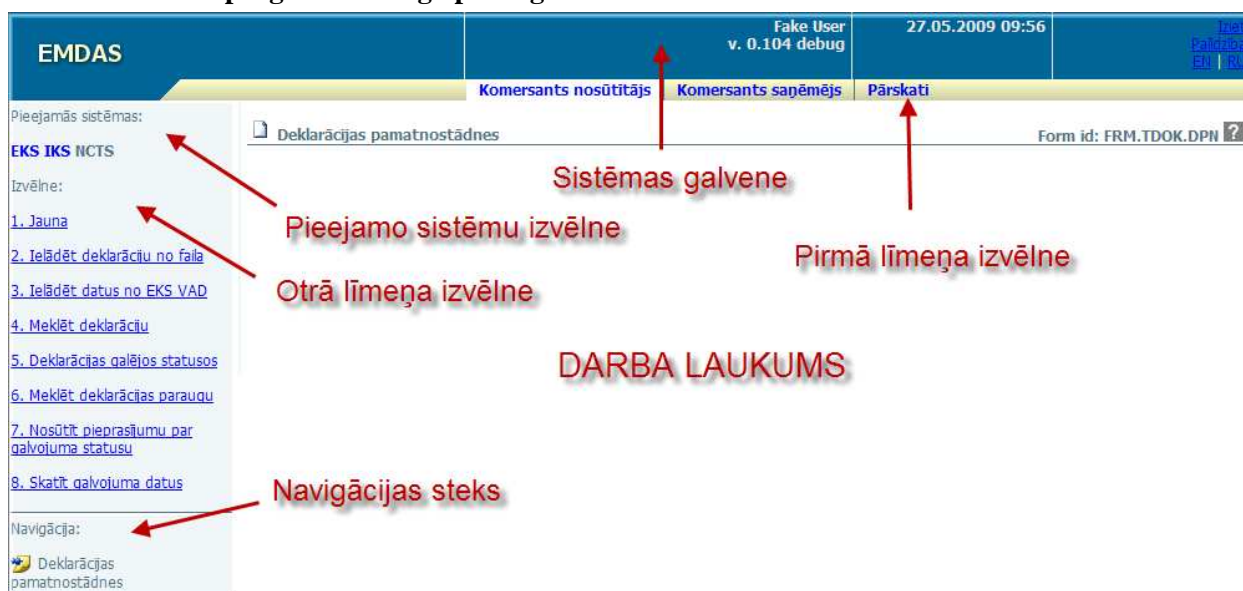 Fake User
27.05.2009 09:56
v. 0.104 debug
EMDAS
EN | RU
Komersants nosūtītājs Komersants saņēmējs Pārskati
Pieejamās sistēmas:
Deklarācijas pamatnostādnes
Form id: FRM.TDOK.DPN ?
EKS IKS NCTS
Sistēmas galvene
Izvēlne:
1. Jauna
Pieejamo sistēmu izvēlne
Pirmā līmeņa izvēlne
2. Ielādēt deklarāciju no faila
Otrā līmeņa izvēlne
3. Ielādēt datus no EKS VAD
4. Meklēt deklarāciju
5. Deklarācijas galējos statusos
DARBA LAUKUMS
6. Meklēt deklarācijas paraugu
7. Nosūtīt pieprasījumu par
galvojuma statusu
8. Skatīt galvojuma datus
Navigācijas steks
Navigācija:
Deklarācijas
pamatnostādnes